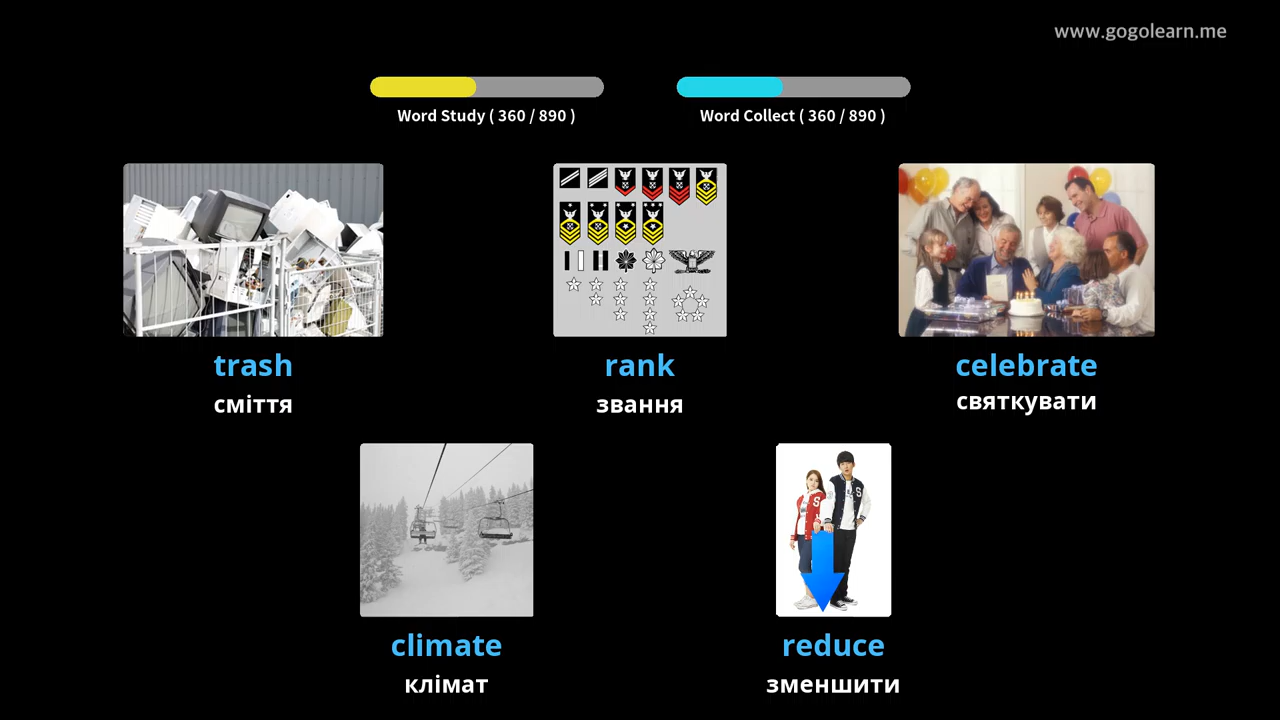 www.gogolearn.me
Word Study ( 360 / 890 )
Word Collect ( 360 / 890 )
trash
сміття
rank
звання
celebrate
святкувати
climate
клімат
reduce
зменшити